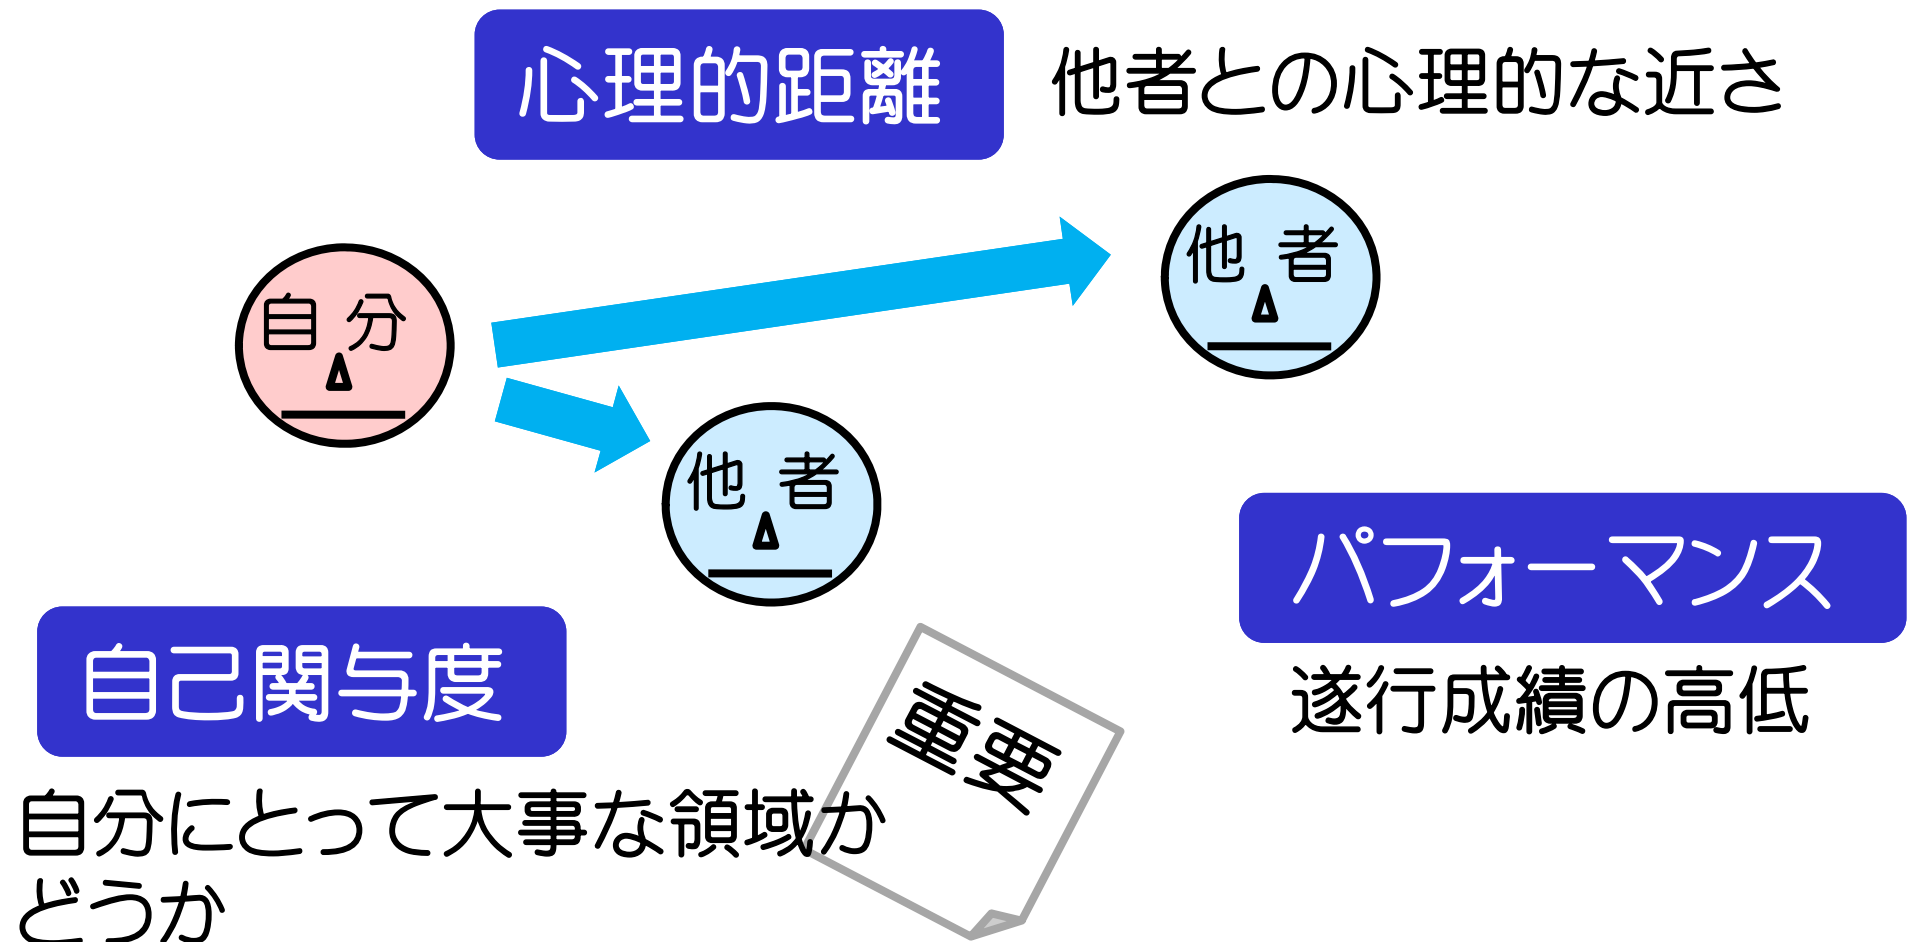 心理的距離
他者との心理的な近さ
他者
自分
他者
パフォーマンス
遂行成績の高低
自己関与度
重要
自分にとって大事な領域か
どうか